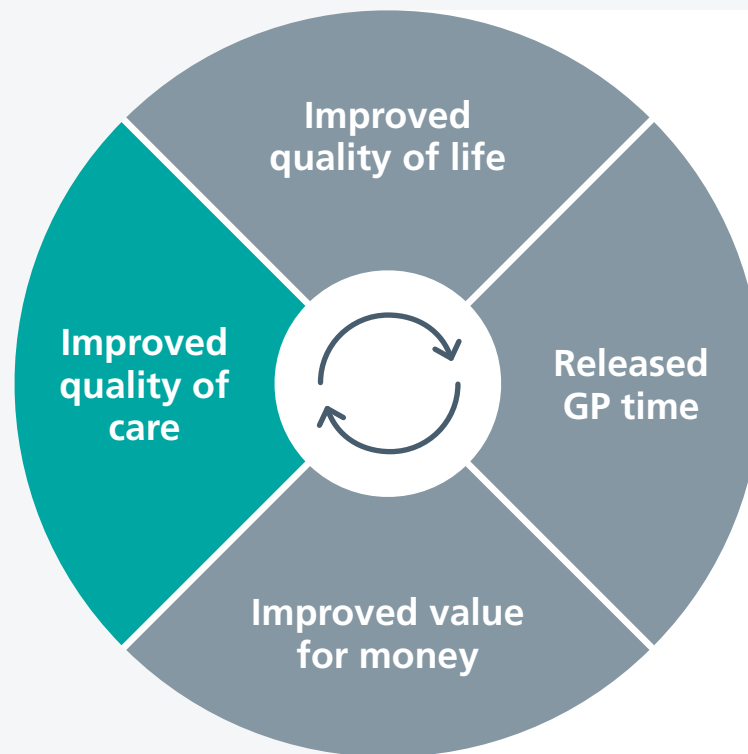 Improved
quality of life
Improved
quality of
care
Released
GP time
Improved value
for money